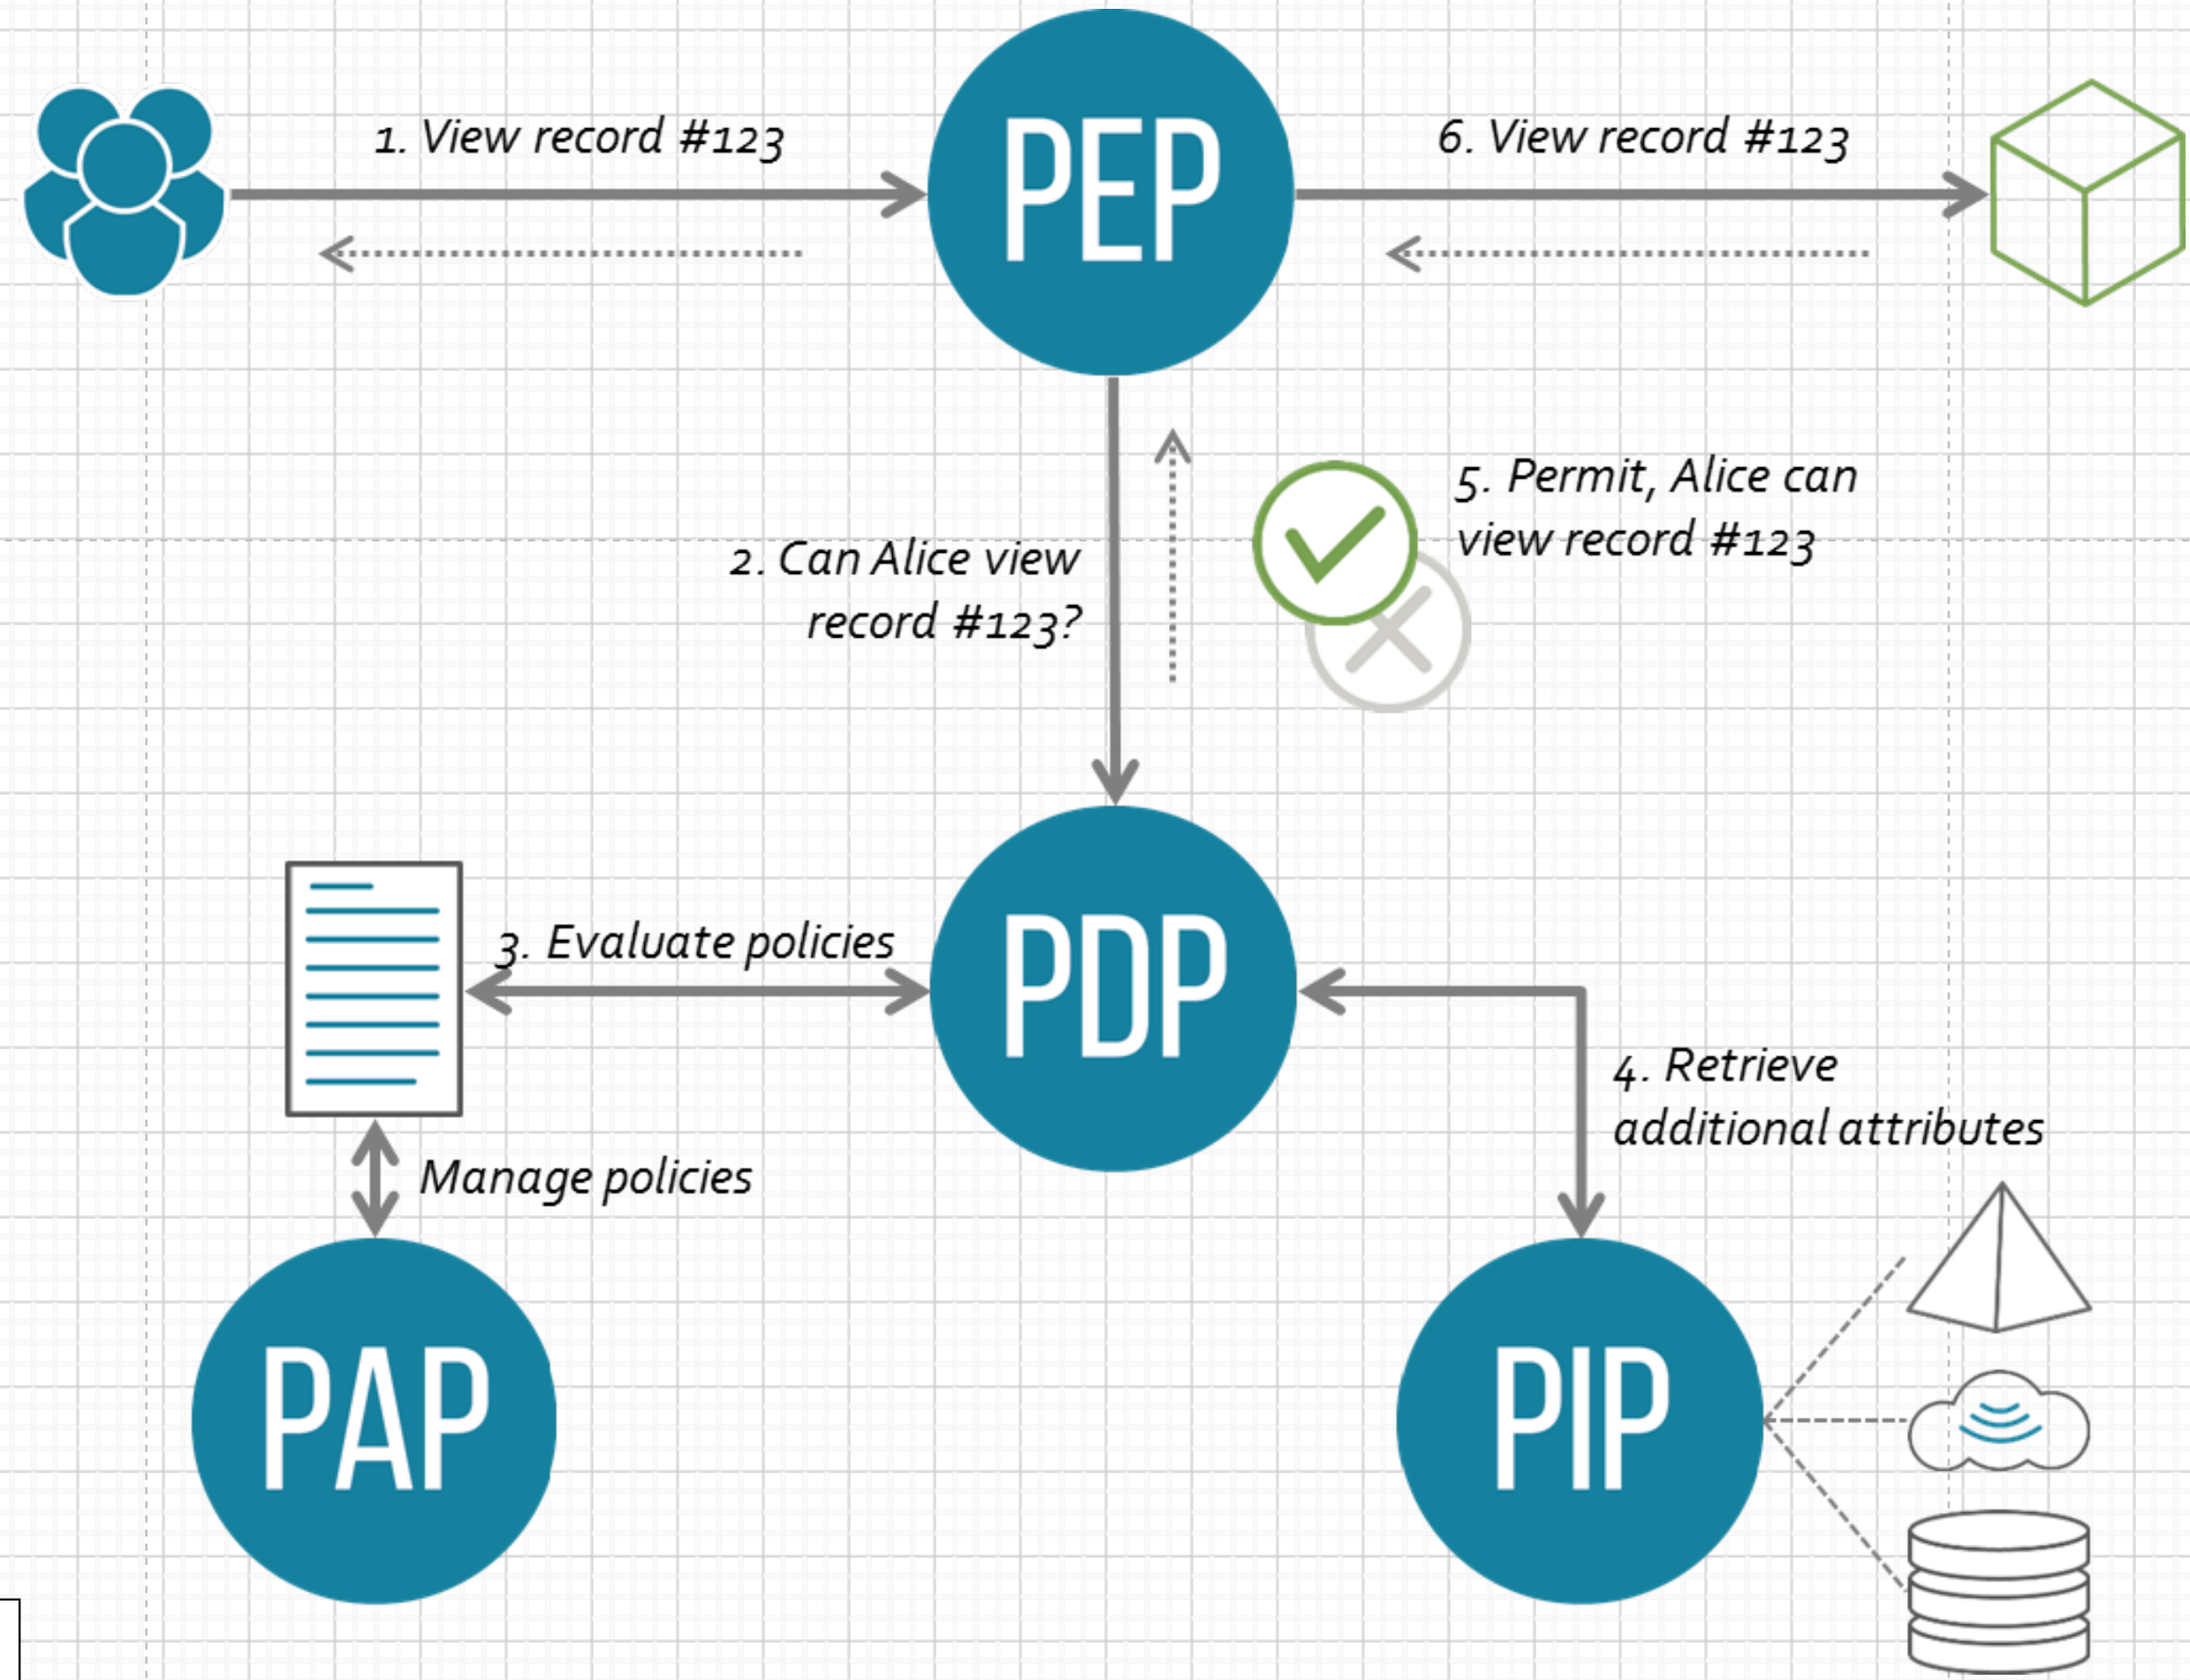 1. View record #123
PEP
6. View record #123
2. Can Alice view
record #123?
5. Permit, Alice can
view record #123
3. Evaluate policies
PDP
4. Retrieve
additional attributes
Manage policies
PAP
PIP